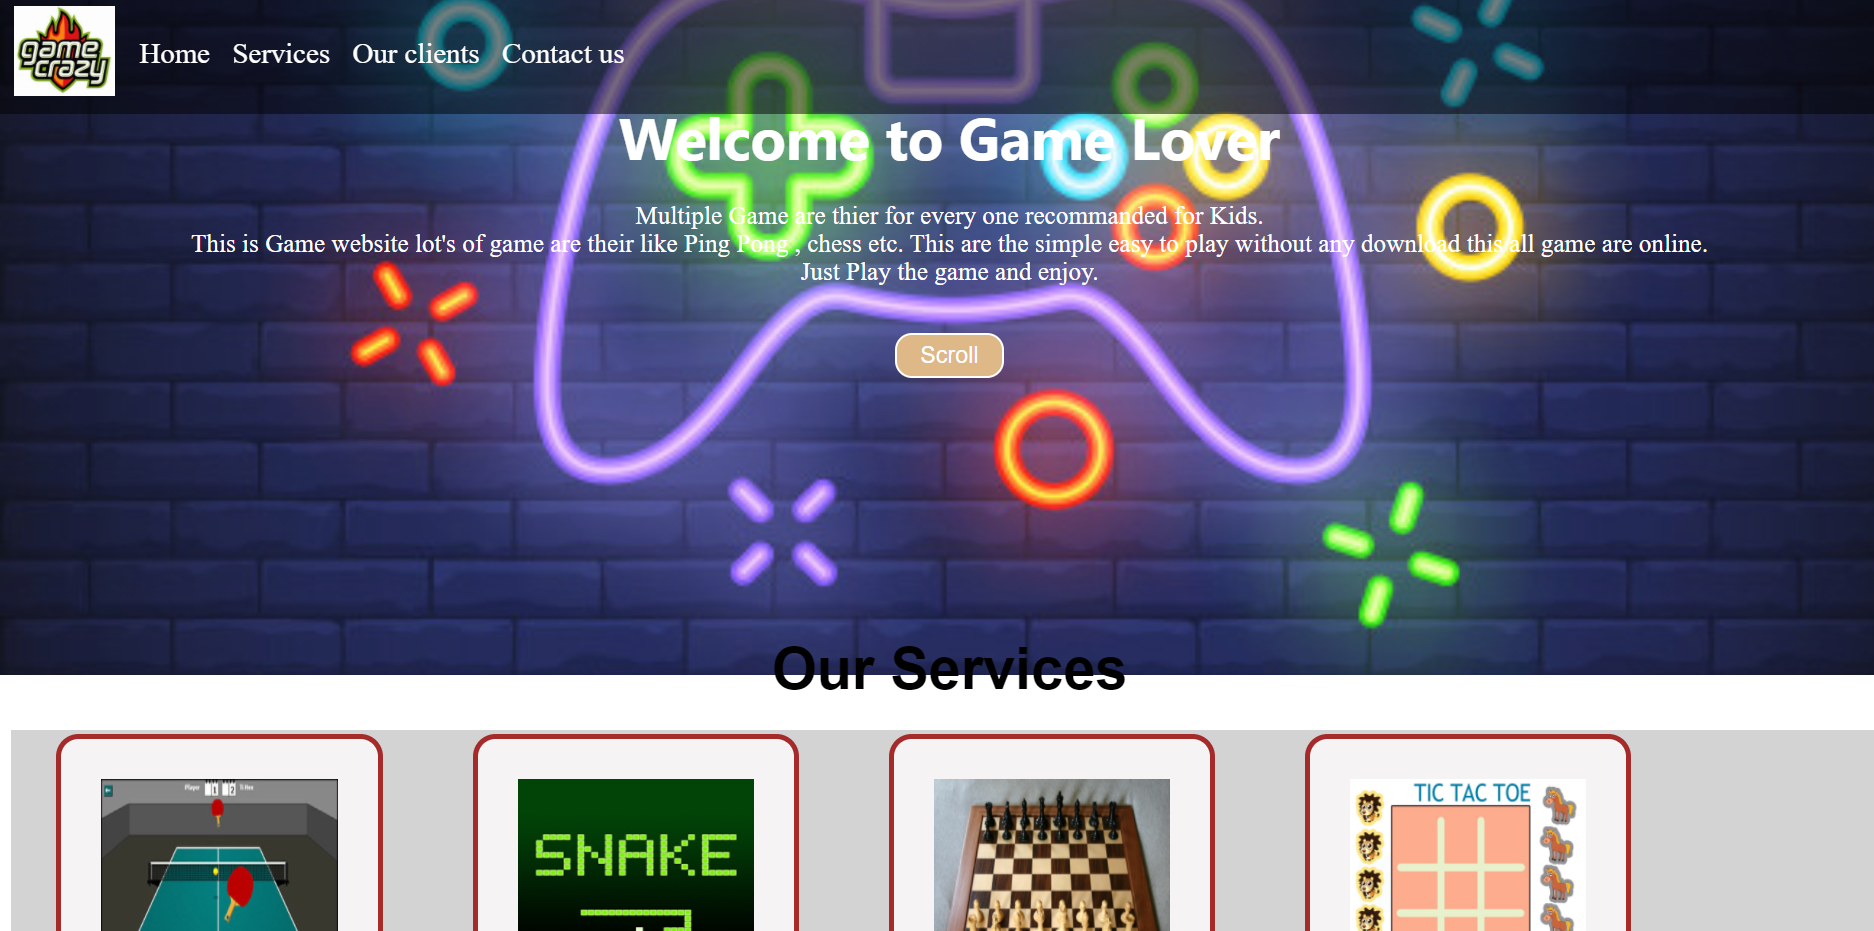 game
crazy
Home Services Our clients Contact us
Welcome to Game Lover
Multiple Game are thier for every one recommanded for Kids.
This is Game website lot's of game are their like Ping Pong , chess etc. This are the simple easy to play without any download this all game are online.
Just Play the game and enjoy.
Scroll
Our Services
Player 1 2
SNAKE
TIC TAC TOE